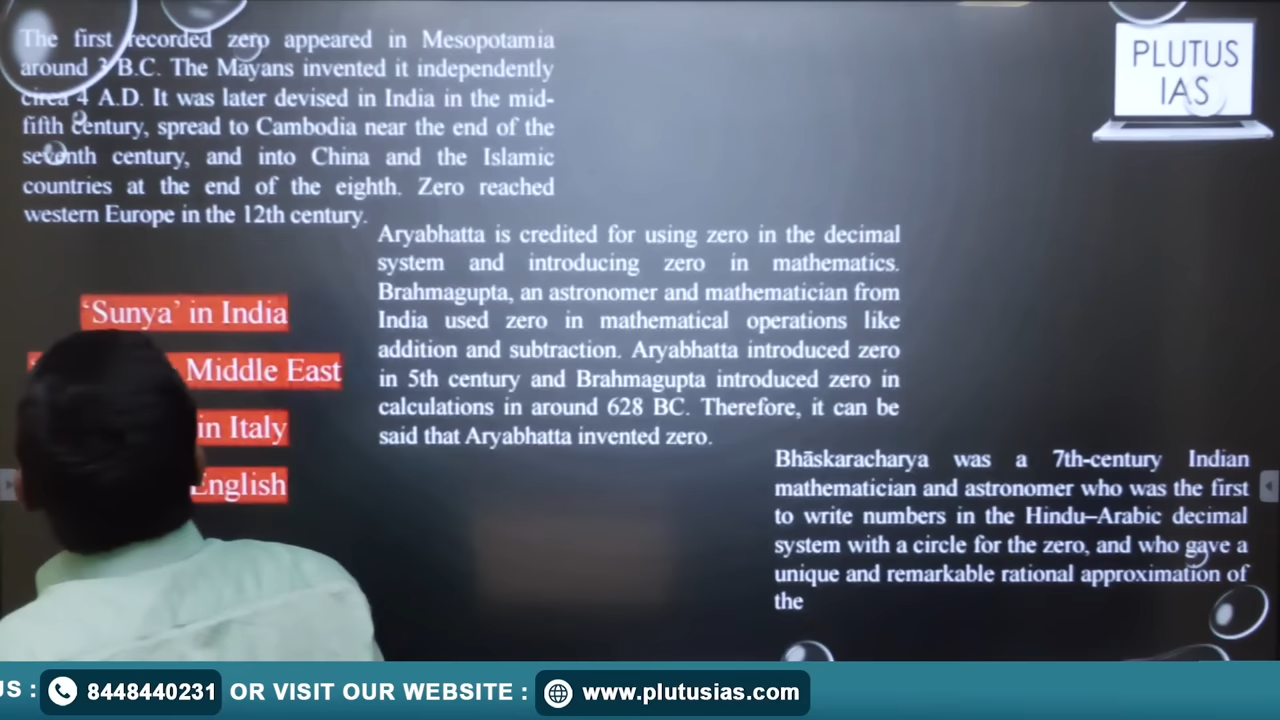 The first recorded zero appeared in Mesopotamia
around 3 B.C. The Mayans invented it independently
circa 4 A.D. It was later devised in India in the mid-
fifth century, spread to Cambodia near the end of the
seventh century, and into China and the Islamic
countries at the end of the eighth. Zero reached
western Europe in the 12th century.
PLUTUS
IAS
Aryabhatta is credited for using zero in the decimal
system and introducing zero in mathematics.
Brahmagupta, an astronomer and mathematician from
India used zero in mathematical operations like
addition and subtraction. Aryabhatta introduced zero
in 5th century and Brahmagupta introduced zero in
calculations in around 628 BC. Therefore, it can be
said that Aryabhatta invented zero.
‘Sunya’ in India
Middle East
in Italy
English
Bhāskaracharya was a 7th-century Indian
mathematician and astronomer who was the first
to write numbers in the Hindu–Arabic decimal
system with a circle for the zero, and who gave a
unique and remarkable rational approximation of
the
US : 8448440231 OR VISIT OUR WEBSITE : www.plutusias.com